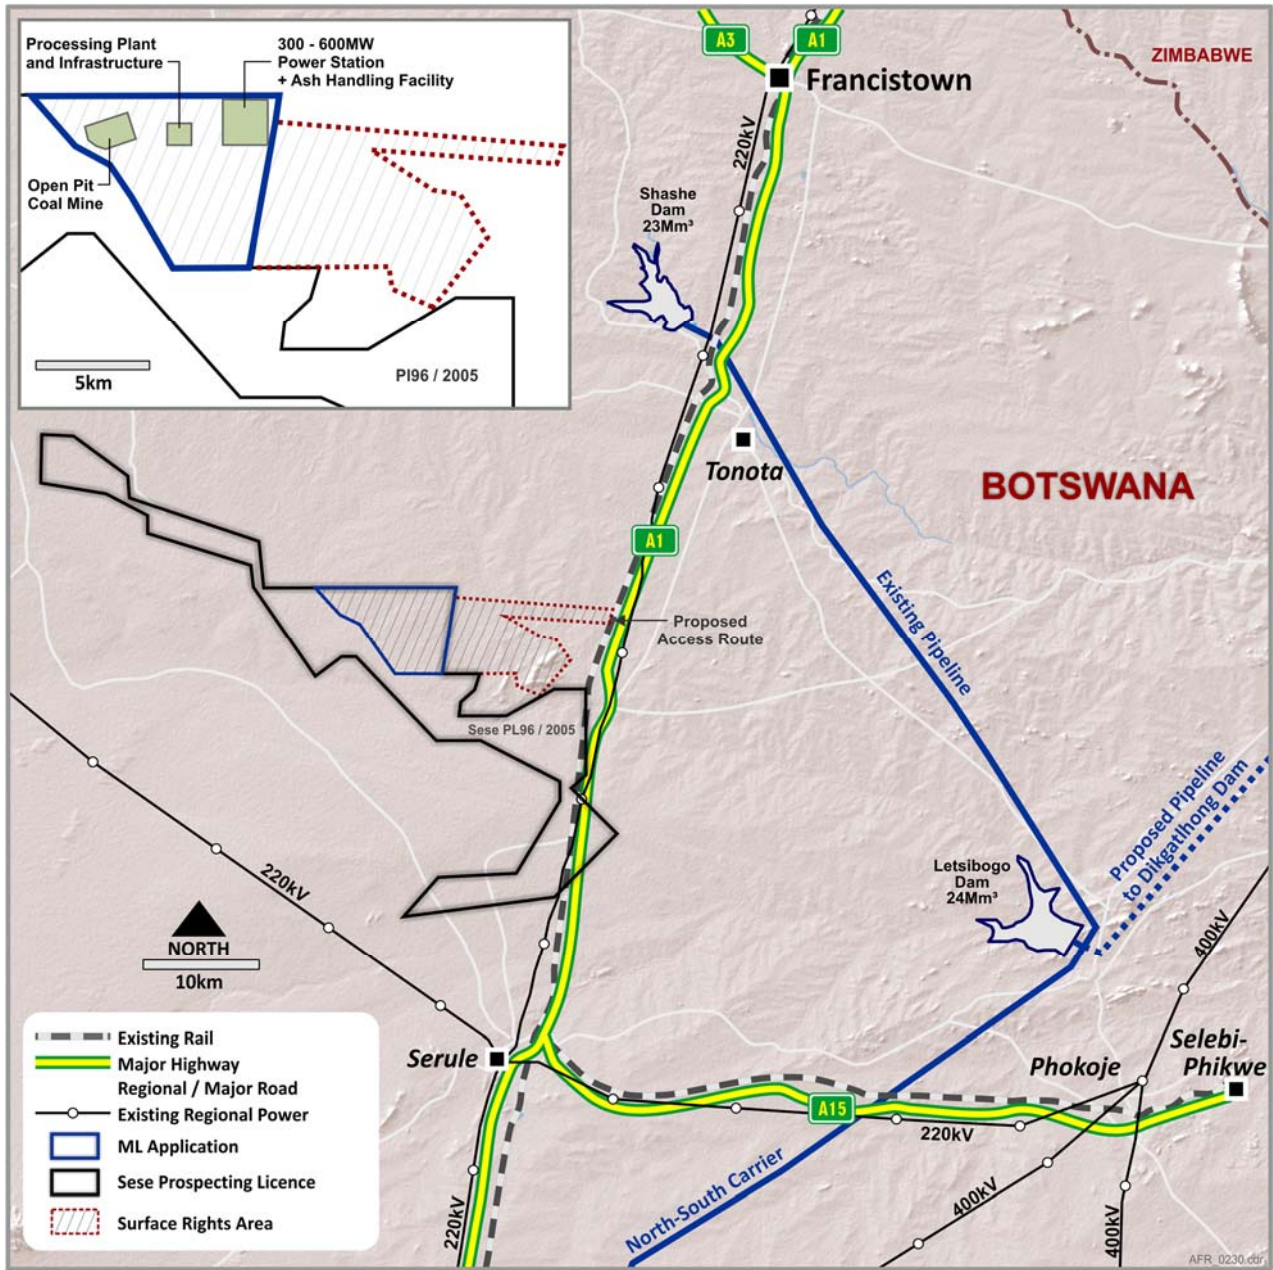 Processing Plant
and Infrastructure
300 - 600MW
Power Station
+ Ash Handling Facility
Open Pit
Coal Mine
5km
PI96 / 2005
A3
A1
Francistown
ZIMBABWE
220kV
Shashe
Dam
23Mm³
Tonota
BOTSWANA
A1
Existing Pipeline
Proposed
Access Route
Sese PL96 / 2005
Proposed Pipeline
to Dikgatlhong Dam
Letsibogo
Dam
24Mm³
220kV
400kV
NORTH
10km
Serule
Phokoje
Selebi-
Phikwe
A15
220kV
North-South Carrier
400kV
400kV
220kV
Existing Rail
Major Highway
Regional / Major Road
Existing Regional Power
ML Application
Sese Prospecting Licence
Surface Rights Area
AFR_0230.cdr